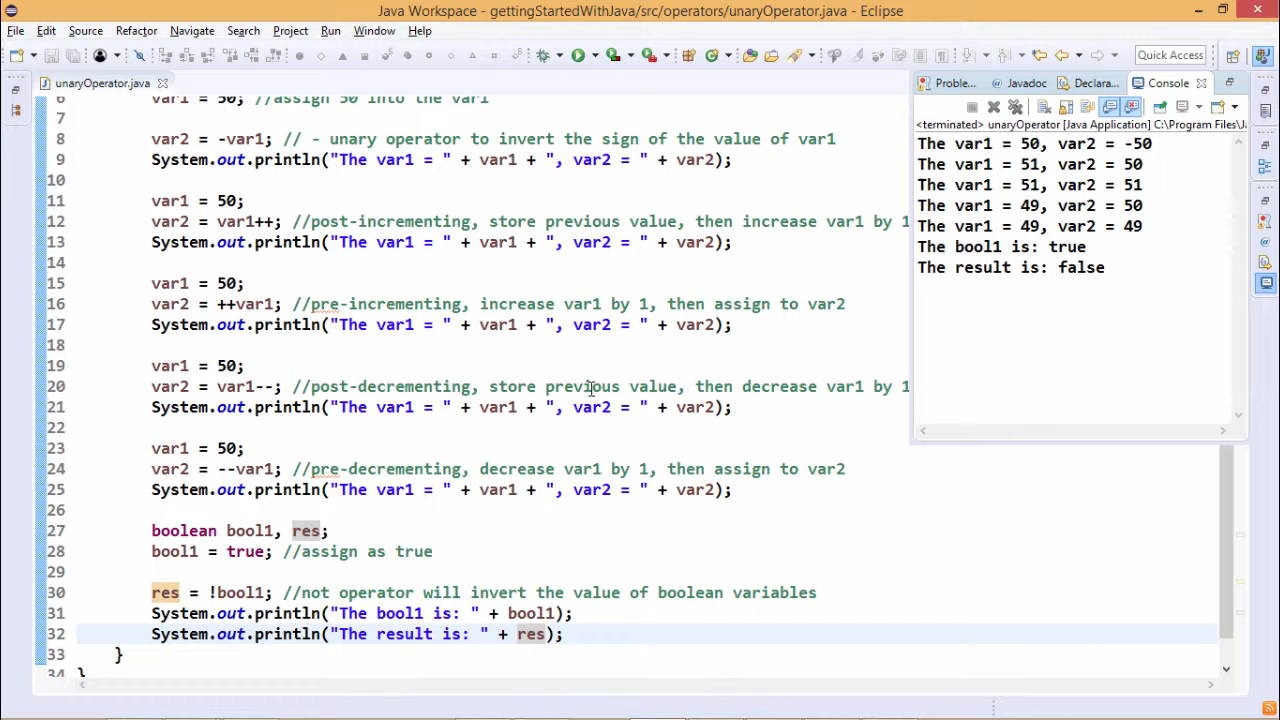 Java Workspace - gettingStartedWithJava/src/operators/unaryOperator.java - Eclipse
File Edit Source Refactor Navigate Search Project Run Window Help
Quick Access
unaryOperator.java
6 var1 = 50; //assign 50 into the var1
7
8 var2 = -var1; // - unary operator to invert the sign of the value of var1
9 System.out.println("The var1 = " + var1 + ", var2 = " + var2);
10
11 var1 = 50;
12 var2 = var1++; //post-incrementing, store previous value, then increase var1 by 1
13 System.out.println("The var1 = " + var1 + ", var2 = " + var2);
14
15 var1 = 50;
16 var2 = ++var1; //pre-incrementing, increase var1 by 1, then assign to var2
17 System.out.println("The var1 = " + var1 + ", var2 = " + var2);
18
19 var1 = 50;
20 var2 = var1--; //post-decrementing, store previous value, then decrease var1 by 1
21 System.out.println("The var1 = " + var1 + ", var2 = " + var2);
22
23 var1 = 50;
24 var2 = --var1; //pre-decrementing, decrease var1 by 1, then assign to var2
25 System.out.println("The var1 = " + var1 + ", var2 = " + var2);
26
27 boolean bool1, res;
28 bool1 = true; //assign as true
29
30 res = !bool1; //not operator will invert the value of boolean variables
31 System.out.println("The bool1 is: " + bool1);
32 System.out.println("The result is: " + res);
33 }
34 }
Proble... Javadoc Declara... Console
<terminated> unaryOperator [Java Application] C:\Program Files\Ja
The var1 = 50, var2 = -50
The var1 = 51, var2 = 50
The var1 = 51, var2 = 51
The var1 = 49, var2 = 50
The var1 = 49, var2 = 49
The bool1 is: true
The result is: false